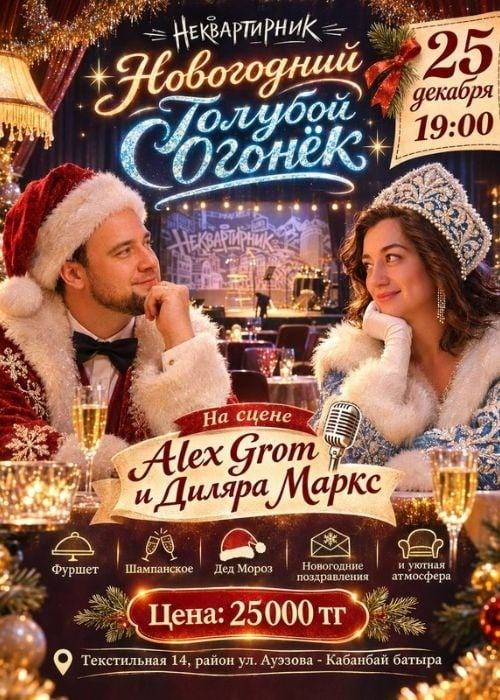 Неквартирник
Новогодний
Голубой
Огонёк
25
декабря
19:00
Неквартирник
На сцене
Alex Grom
и Диляра Маркс
Фуршет
Шампанское
Дед Мороз
Новогодние
поздравления
и уютная
атмосфера
Цена: 25000 тг
Текстильная 14, район ул. Ауэзова - Кабанбай батыра